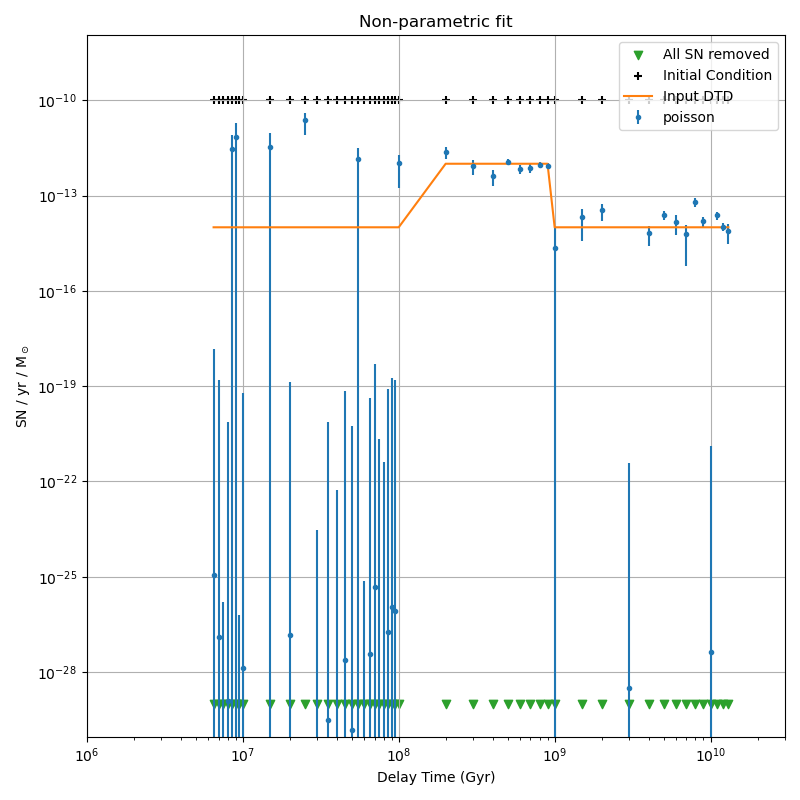 Non-parametric fit
All SN removed
Initial Condition
Input DTD
poisson
SN / yr / M⊙
10⁻¹⁰
10⁻¹³
10⁻¹⁶
10⁻¹⁹
10⁻²²
10⁻²⁵
10⁻²⁸
10⁶ 10⁷ 10⁸ 10⁹ 10¹⁰
Delay Time (Gyr)